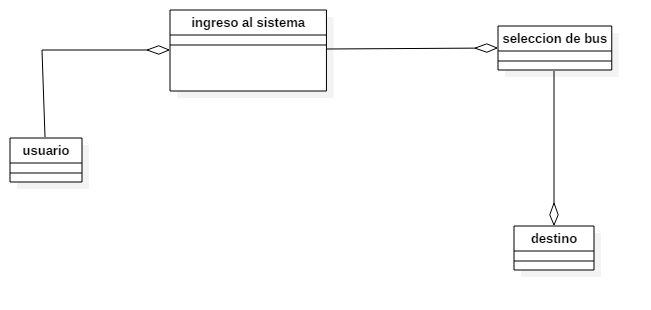 ingreso al sistema
seleccion de bus
usuario
destino